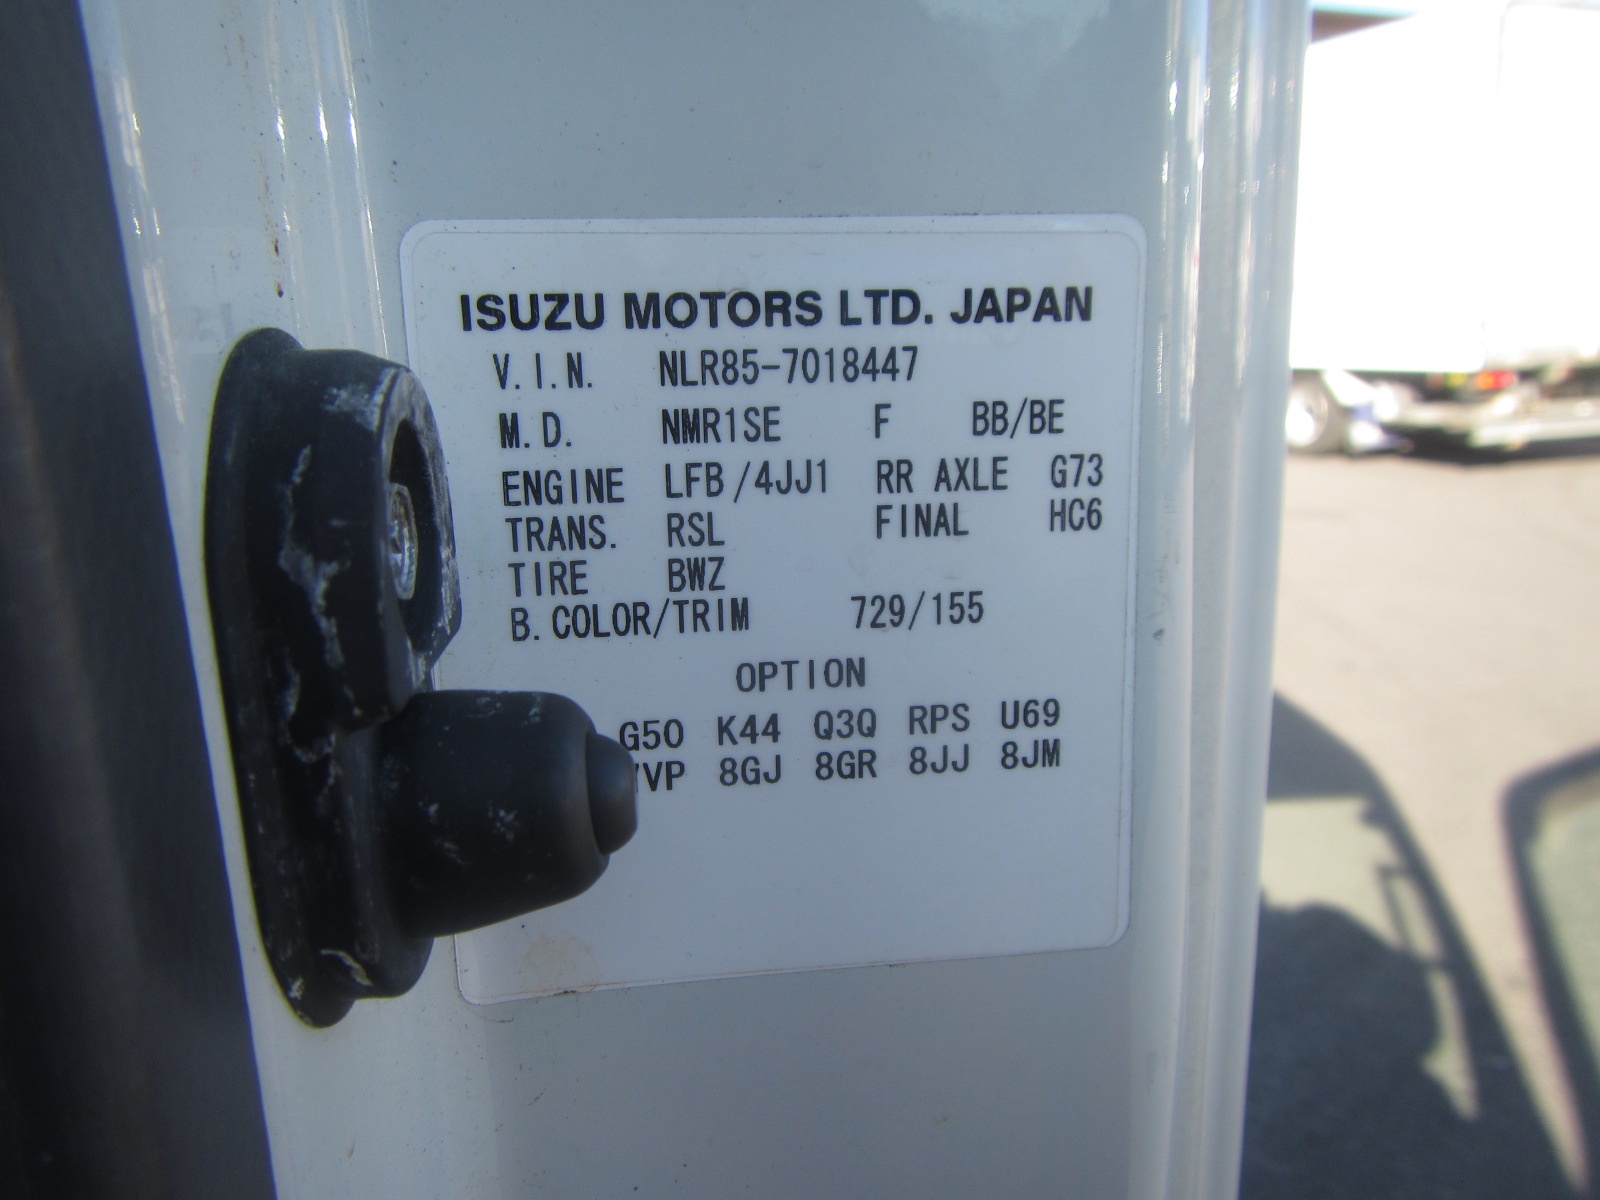 ISUZU MOTORS LTD. JAPAN
V.I.N. NLR85-7018447
M.D. NMR1SE F BB/BE
ENGINE LFB/4JJ1 RR AXLE G73
TRANS. RSL FINAL HC6
TIRE BWZ
B.COLOR/TRIM 729/155
OPTION
G50 K44 Q3Q RPS U69
8GJ 8GR 8JJ 8JM